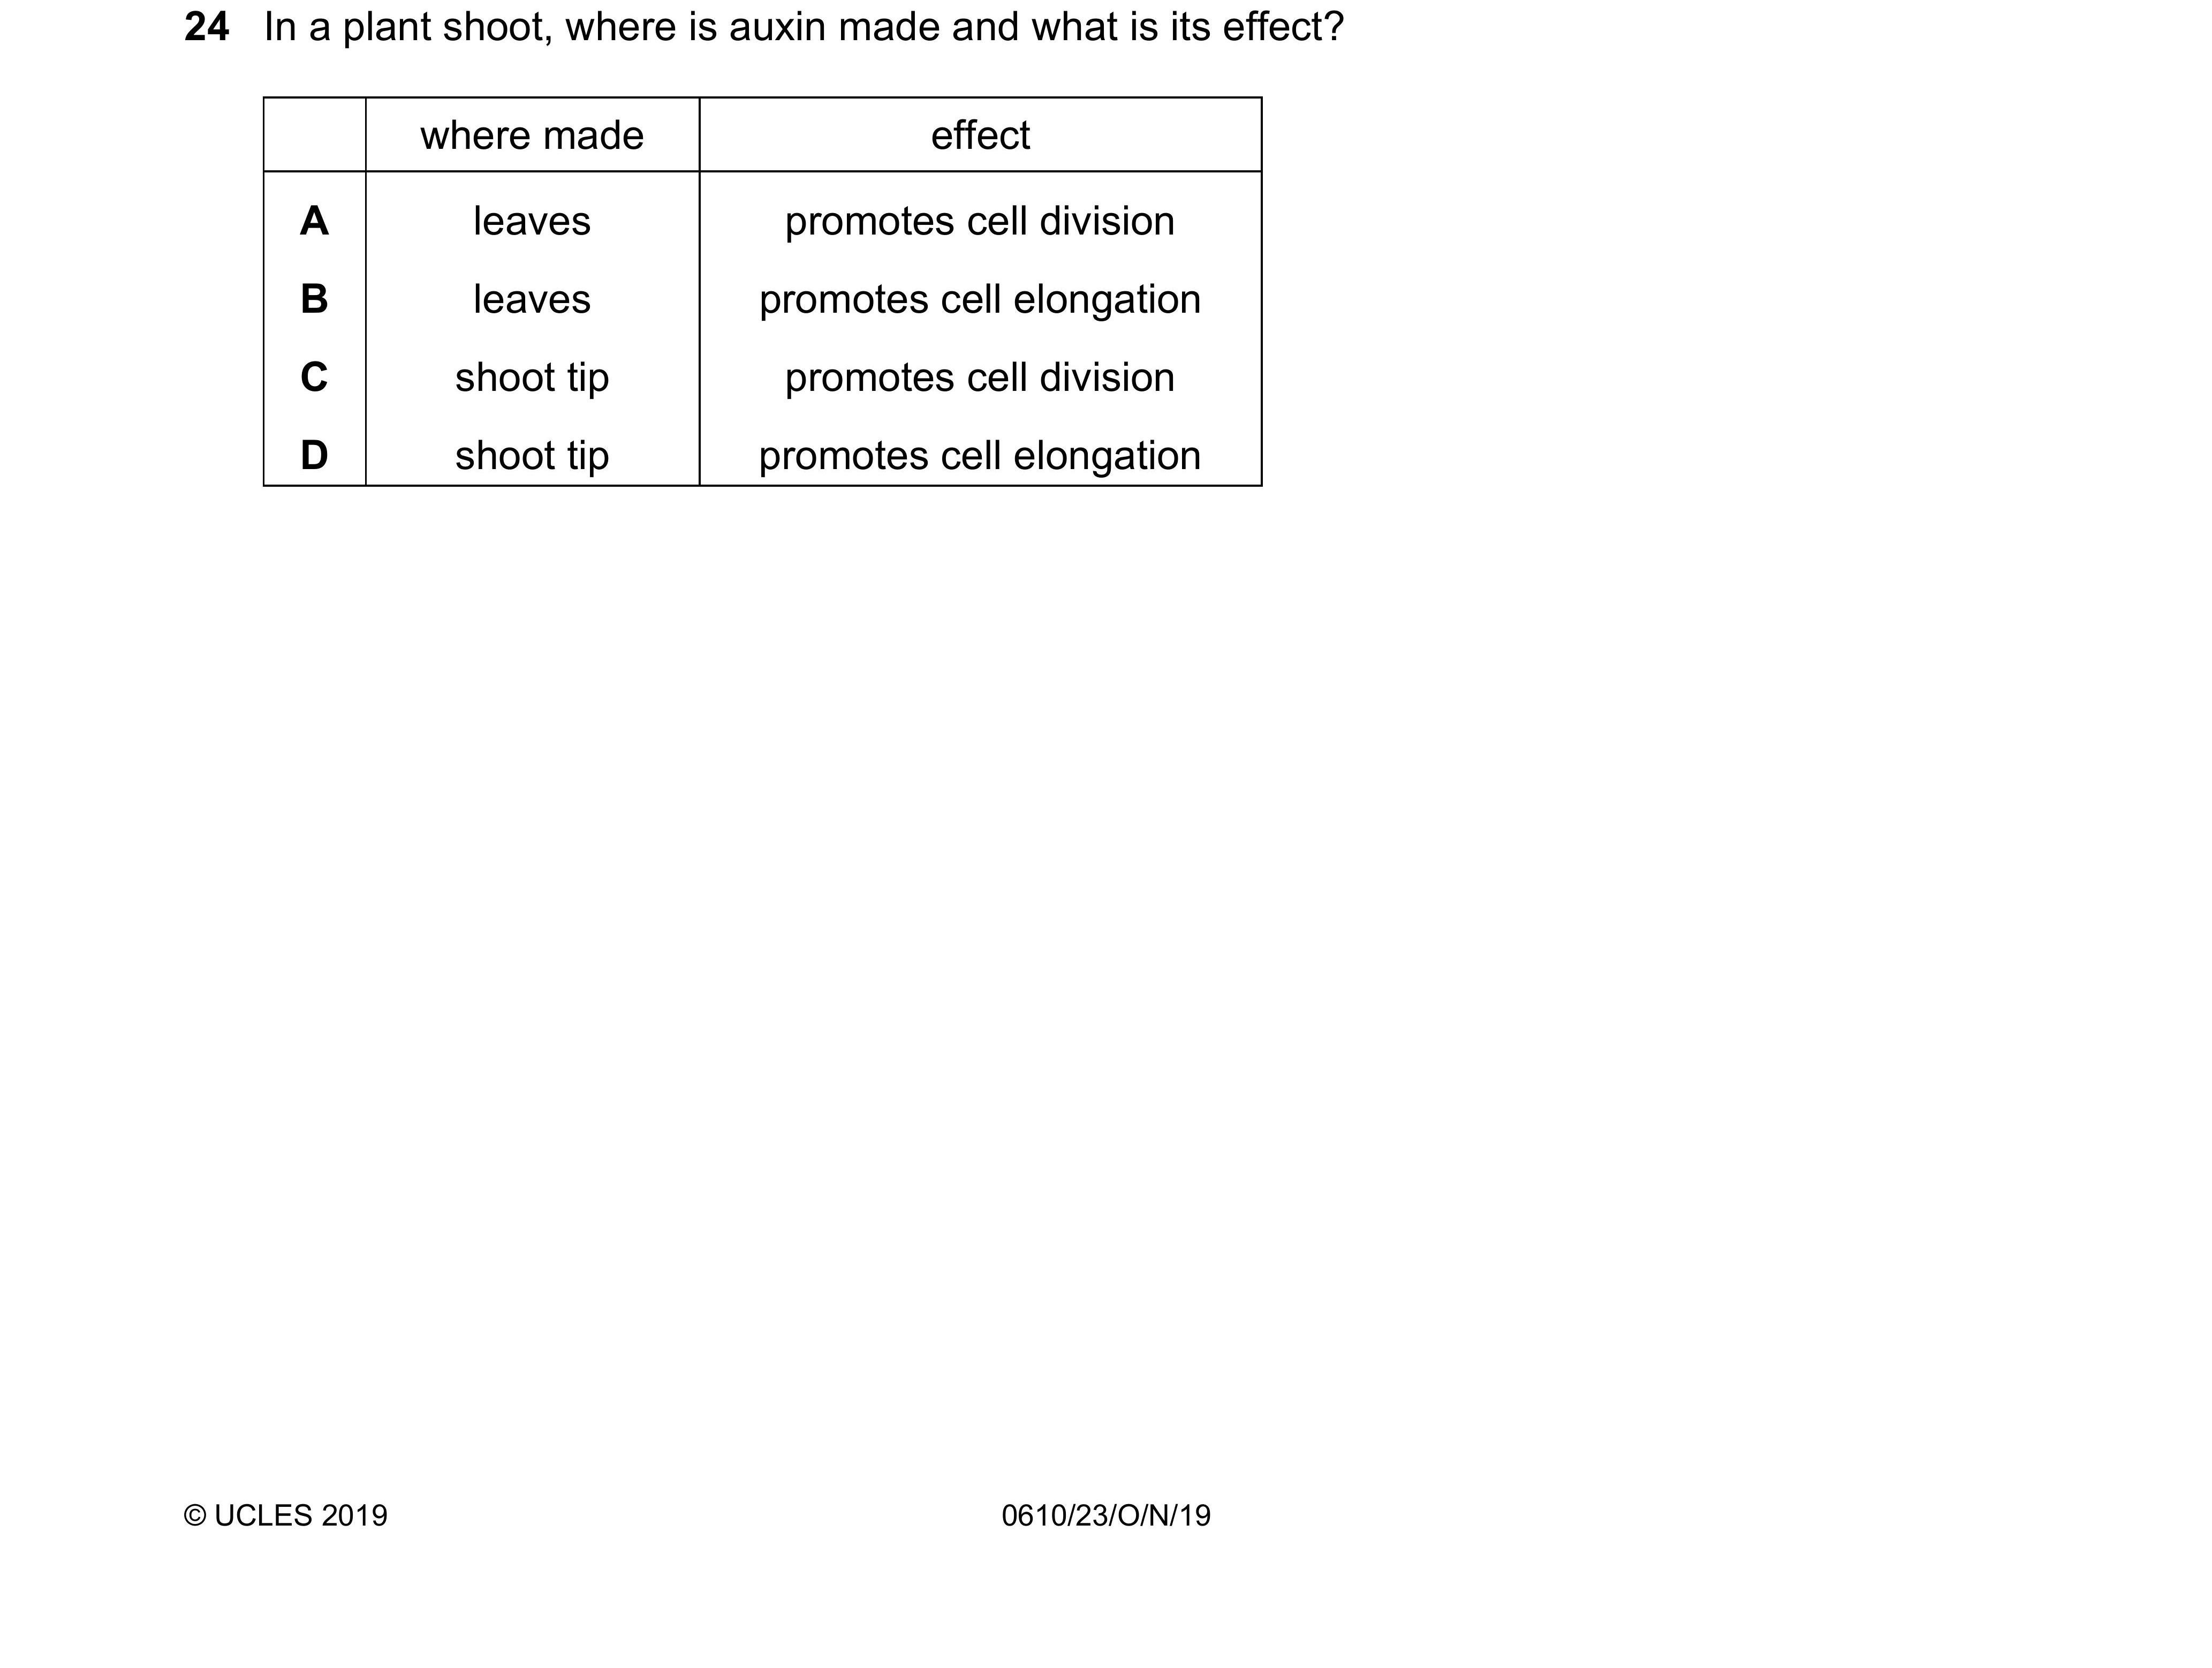 24 In a plant shoot, where is auxin made and what is its effect?
where made effect
A leaves promotes cell division
B leaves promotes cell elongation
C shoot tip promotes cell division
D shoot tip promotes cell elongation
© UCLES 2019 0610/23/O/N/19